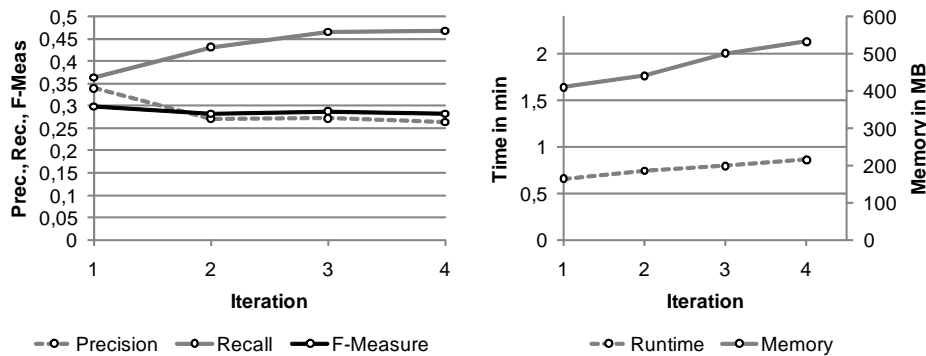 Prec., Rec., F-Meas
0,5
0,45
0,4
0,35
0,3
0,25
0,2
0,15
0,1
0,05
0
1 2 3 4
Iteration
Precision Recall F-Measure
Time in min
2
1,5
1
0,5
0
600
500
400
300
200
100
0
Memory in MB
1 2 3 4
Iteration
Runtime Memory